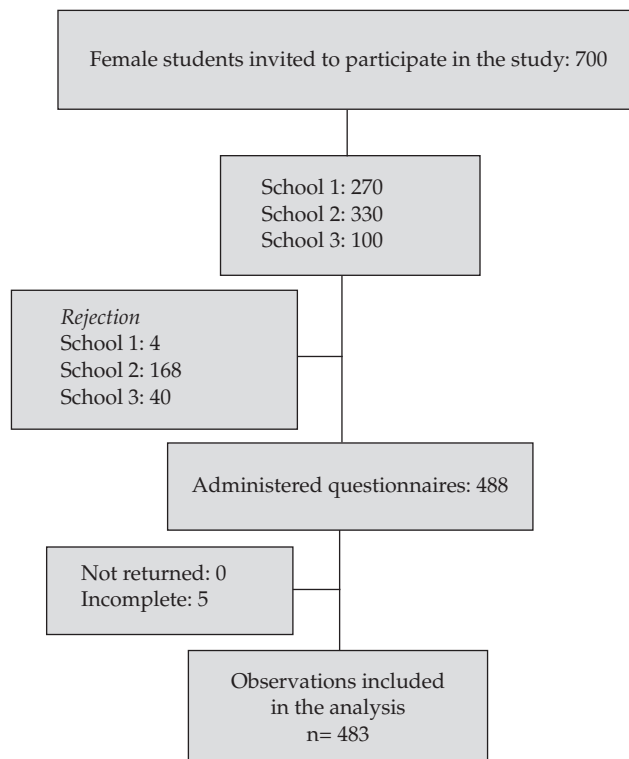 Female students invited to participate in the study: 700
School 1: 270
School 2: 330
School 3: 100
Rejection
School 1: 4
School 2: 168
School 3: 40
Administered questionnaires: 488
Not returned: 0
Incomplete: 5
Observations included
in the analysis
n= 483